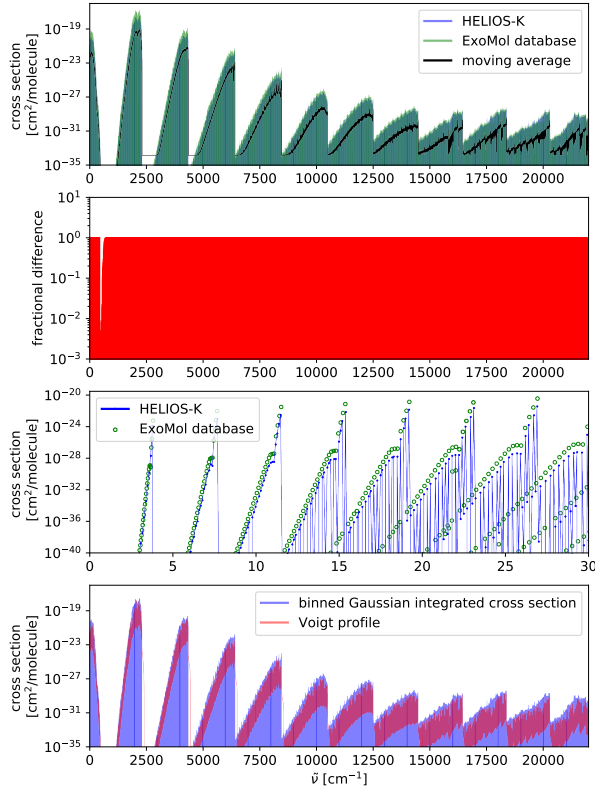 cross section
[cm²/molecule]
10⁻¹⁹
10⁻²³
10⁻²⁷
10⁻³¹
10⁻³⁵
HELIOS-K
ExoMol database
moving average
0 2500 5000 7500 10000 12500 15000 17500 20000
fractional difference
10¹
10⁰
10⁻¹
10⁻²
10⁻³
0 2500 5000 7500 10000 12500 15000 17500 20000
cross section
[cm²/molecule]
10⁻²⁰
10⁻²⁴
10⁻²⁸
10⁻³²
10⁻³⁶
10⁻⁴⁰
HELIOS-K
ExoMol database
0 5 10 15 20 25 30
cross section
[cm²/molecule]
10⁻¹⁹
10⁻²³
10⁻²⁷
10⁻³¹
10⁻³⁵
binned Gaussian integrated cross section
Voigt profile
0 2500 5000 7500 10000 12500 15000 17500 20000
ν̃ [cm⁻¹]